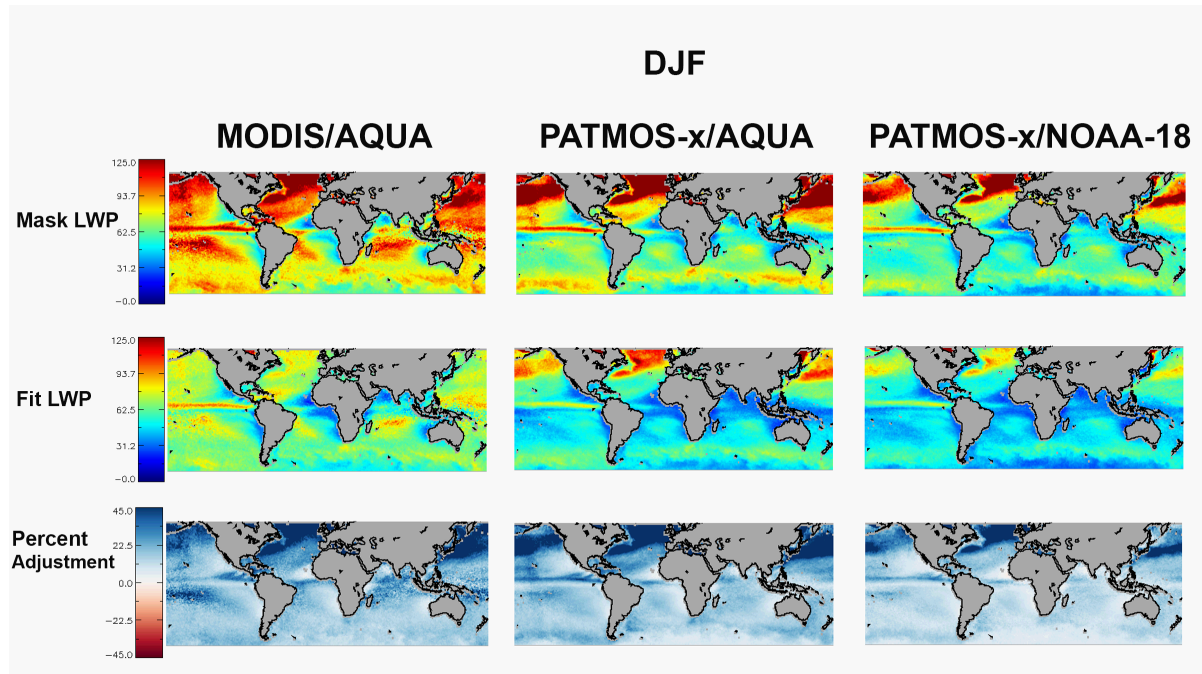 DJF
MODIS/AQUA
PATMOS-x/AQUA
PATMOS-x/NOAA-18
Mask LWP
125.0
93.7
62.5
31.2
−0.0
Fit LWP
125.0
93.7
62.5
31.2
−0.0
Percent
Adjustment
45.0
22.5
0.0
−22.5
−45.0